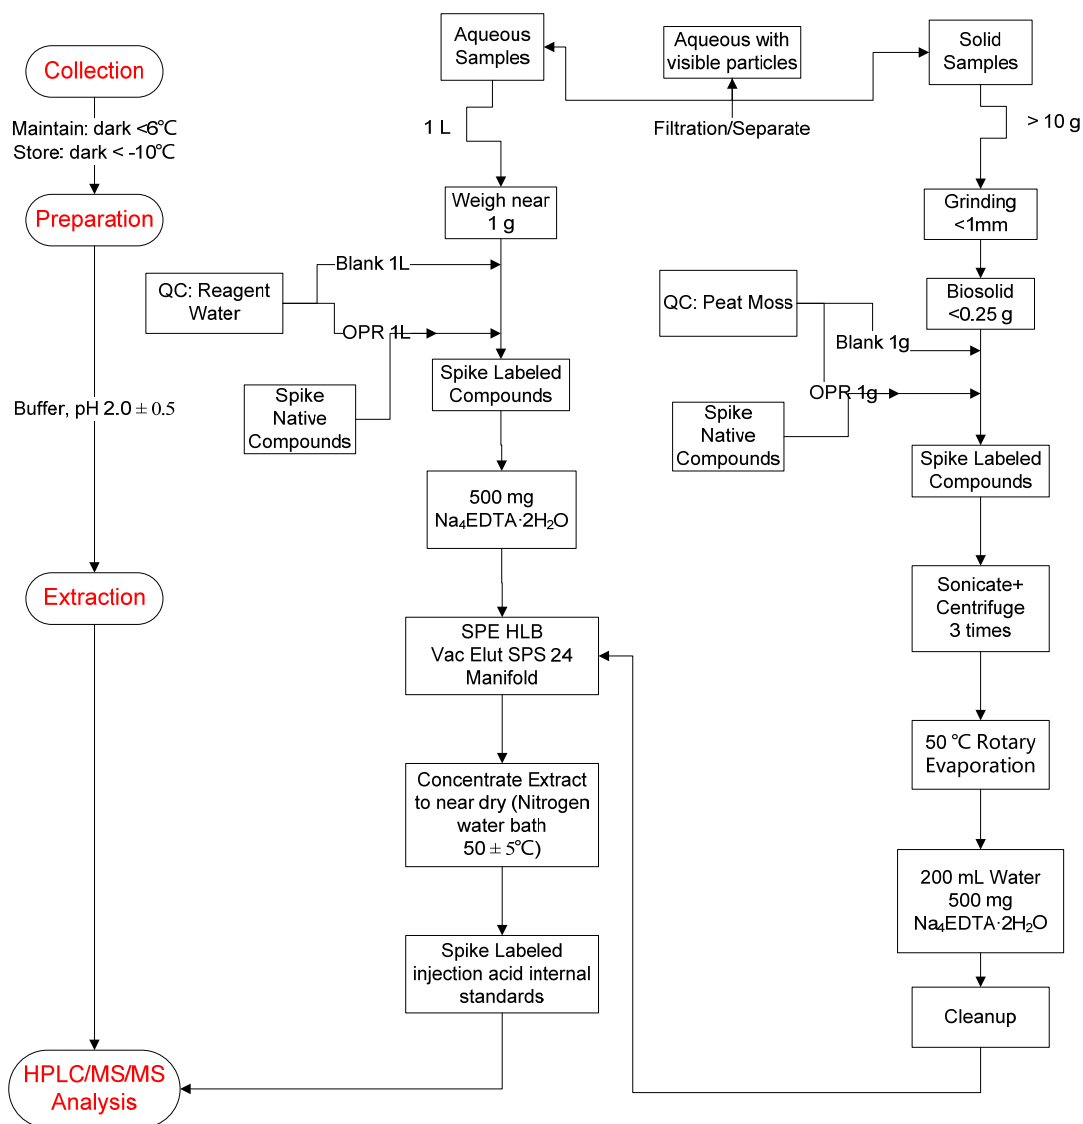 Collection
Maintain: dark <6℃
Store: dark < -10℃
Preparation
Buffer, pH 2.0 ± 0.5
Extraction
HPLC/MS/MS
Analysis
Aqueous
Samples
1 L
Weigh near
1 g
Blank 1L
QC: Reagent
Water
OPR 1L
Spike
Native
Compounds
Spike Labeled
Compounds
500 mg
Na₄EDTA·2H₂O
SPE HLB
Vac Elut SPS 24
Manifold
Concentrate Extract
to near dry (Nitrogen
water bath
50 ± 5℃)
Spike Labeled
injection acid internal
standards
Aqueous with
visible particles
Filtration/Separate
Solid
Samples
> 10 g
Grinding
<1mm
Biosolid
<0.25 g
QC: Peat Moss
Blank 1g
OPR 1g
Spike
Native
Compounds
Spike Labeled
Compounds
Sonicate+
Centrifuge
3 times
50 ℃ Rotary
Evaporation
200 mL Water
500 mg
Na₄EDTA·2H₂O
Cleanup